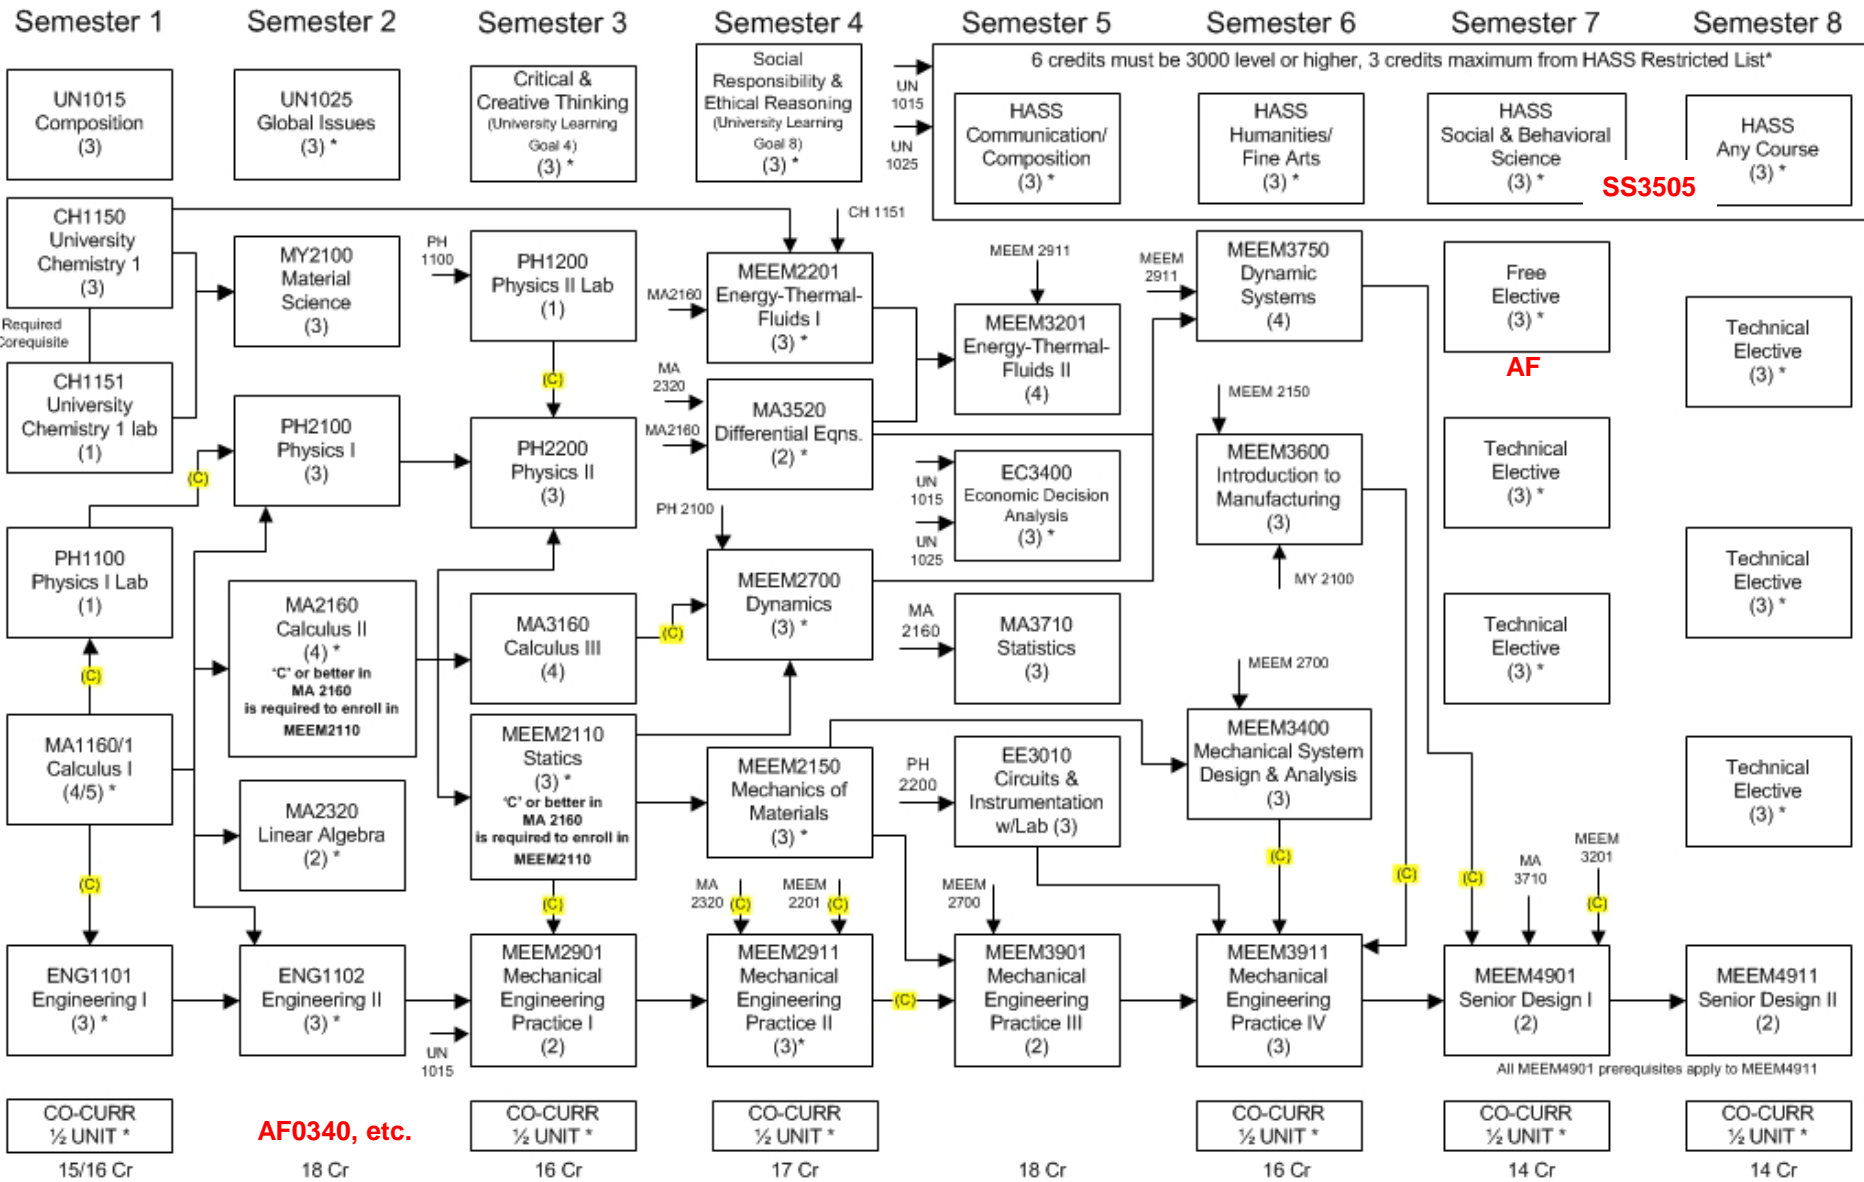 Semester 1
Semester 2
Semester 3
Semester 4
Semester 5
Semester 6
Semester 7
Semester 8
UN1015
Composition
(3)
UN1025
Global Issues
(3) *
Critical &
Creative Thinking
(University Learning
Goal 4)
(3) *
Social
Responsibility &
Ethical Reasoning
(University Learning
Goal 8)
(3) *
UN
1015
UN
1025
6 credits must be 3000 level or higher, 3 credits maximum from HASS Restricted List*
HASS
Communication/
Composition
(3) *
HASS
Humanities/
Fine Arts
(3) *
HASS
Social & Behavioral
Science
(3) *
SS3505
HASS
Any Course
(3) *
CH1150
University
Chemistry 1
(3)
Required
Corequisite
CH1151
University
Chemistry 1 lab
(1)
(C)
PH1100
Physics I Lab
(1)
(C)
MA1160/1
Calculus I
(4/5) *
(C)
ENG1101
Engineering I
(3) *
CO-CURR
½ UNIT *
15/16 Cr
MY2100
Material
Science
(3)
PH2100
Physics I
(3)
MA2160
Calculus II
(4) *
'C' or better in
MA 2160
is required to enroll in
MEEM2110
MA2320
Linear Algebra
(2) *
ENG1102
Engineering II
(3) *
AF0340, etc.
18 Cr
PH
1100
PH1200
Physics II Lab
(1)
(C)
PH2200
Physics II
(3)
MA3160
Calculus III
(4)
(C)
MEEM2110
Statics
(3) *
'C' or better in
MA 2160
is required to enroll in
MEEM2110
(C)
UN
1015
MEEM2901
Mechanical
Engineering
Practice I
(2)
CO-CURR
½ UNIT *
16 Cr
CH 1151
MA2160
MEEM2201
Energy-Thermal-
Fluids I
(3) *
MA
2320
MA2160
MA3520
Differential Eqns.
(2) *
PH 2100
MEEM2700
Dynamics
(3) *
MEEM2150
Mechanics of
Materials
(3) *
MA
2320
(C)
MEEM
2201
(C)
MEEM2911
Mechanical
Engineering
Practice II
(3)*
(C)
CO-CURR
½ UNIT *
17 Cr
MEEM 2911
MEEM3201
Energy-Thermal-
Fluids II
(4)
UN
1015
UN
1025
EC3400
Economic Decision
Analysis
(3) *
MA
2160
MA3710
Statistics
(3)
PH
2200
EE3010
Circuits &
Instrumentation
w/Lab (3)
MEEM
2700
MEEM3901
Mechanical
Engineering
Practice III
(2)
18 Cr
MEEM
2911
MEEM3750
Dynamic
Systems
(4)
MEEM 2150
MEEM3600
Introduction to
Manufacturing
(3)
MY 2100
MEEM 2700
MEEM3400
Mechanical System
Design & Analysis
(3)
(C)
(C)
MEEM3911
Mechanical
Engineering
Practice IV
(3)
CO-CURR
½ UNIT *
16 Cr
Free
Elective
(3) *
AF
Technical
Elective
(3) *
Technical
Elective
(3) *
(C)
MA
3710
MEEM
3201
(C)
MEEM4901
Senior Design I
(2)
All MEEM4901 prerequisites apply to MEEM4911
CO-CURR
½ UNIT *
14 Cr
Technical
Elective
(3) *
Technical
Elective
(3) *
Technical
Elective
(3) *
MEEM4911
Senior Design II
(2)
CO-CURR
½ UNIT *
14 Cr